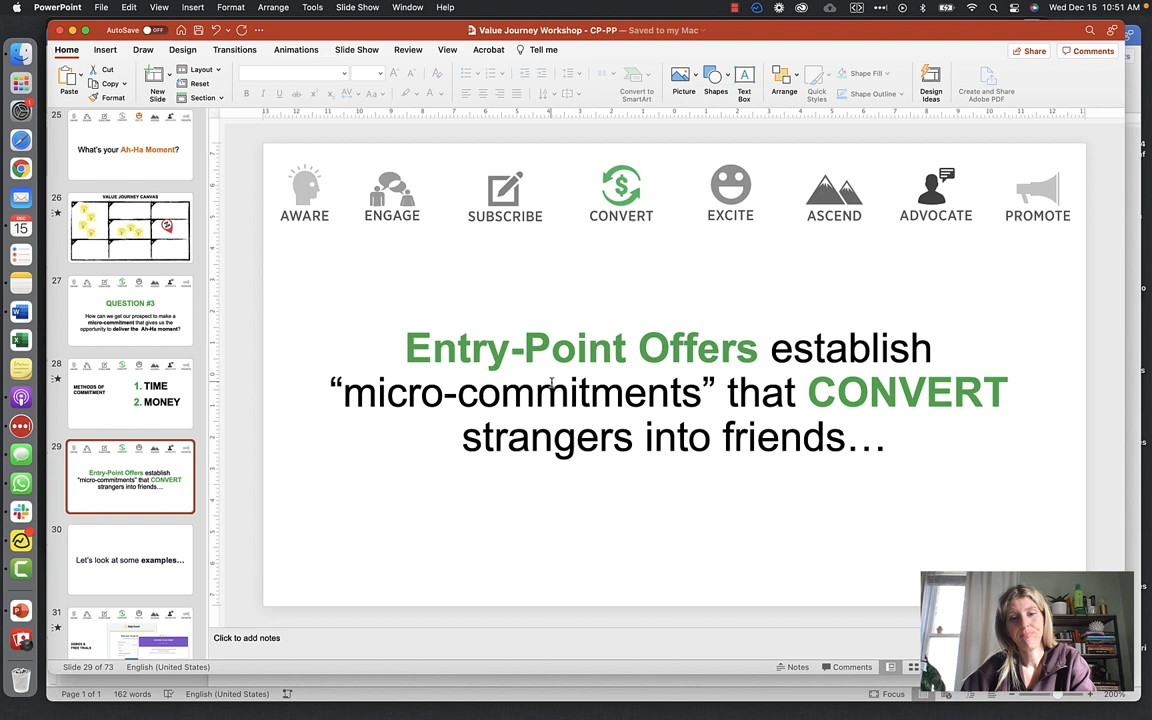 PowerPoint File Edit View Insert Format Arrange Tools Slide Show Window Help Wed Dec 15 10:51 AM
AutoSave OFF Value Journey Workshop - CP-PP — Saved to my Mac
Home Insert Draw Design Transitions Animations Slide Show Review View Acrobat Tell me Share Comments
Paste Cut Copy Format
New Slide Layout Reset Section
Convert to SmartArt
Picture Shapes Text Box
Arrange Quick Styles Shape Fill Shape Outline
Design Ideas Create and Share Adobe PDF
25
What's your Ah-Ha Moment?
26
VALUE JOURNEY CANVAS
27
QUESTION #3
How can we get our prospect to make a
micro-commitment that gives us the
opportunity to deliver the Ah-Ha moment?
28
METHODS OF
COMMITMENT
1. TIME
2. MONEY
29
Entry-Point Offers establish
"micro-commitments" that CONVERT
strangers into friends…
30
Let's look at some examples…
31
DEMOS &
FREE TRIALS
AWARE ENGAGE SUBSCRIBE CONVERT EXCITE ASCEND ADVOCATE PROMOTE
Entry-Point Offers establish
“micro-commitments” that CONVERT
strangers into friends…
Click to add notes
Slide 29 of 73 English (United States) Notes Comments
Page 1 of 1 162 words English (United States) Focus 200%
DEC
15